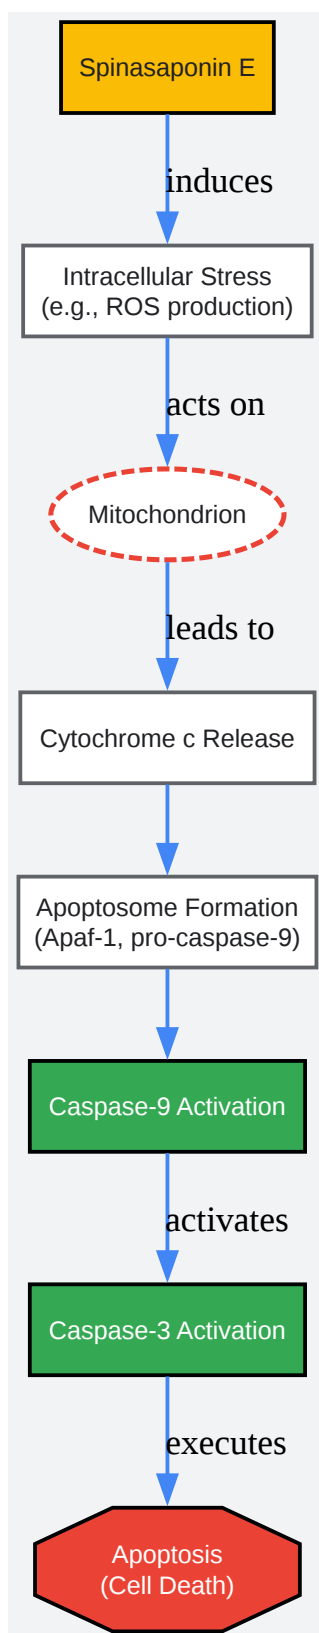 Spinasaponin E
induces
Intracellular Stress
(e.g., ROS production)
acts on
Mitochondrion
leads to
Cytochrome c Release
Apoptosome Formation
(Apaf-1, pro-caspase-9)
Caspase-9 Activation
activates
Caspase-3 Activation
executes
Apoptosis
(Cell Death)